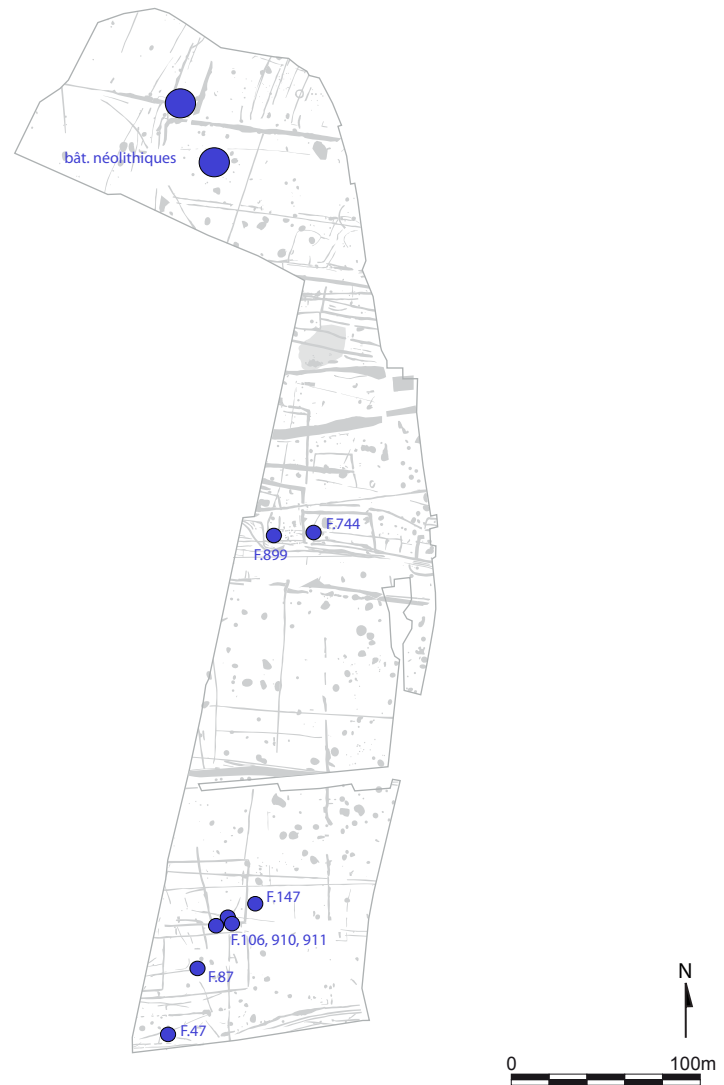 bât. néolithiques
F.744
F.899
F.147
F.106, 910, 911
F.87
F.47
N
0 100m